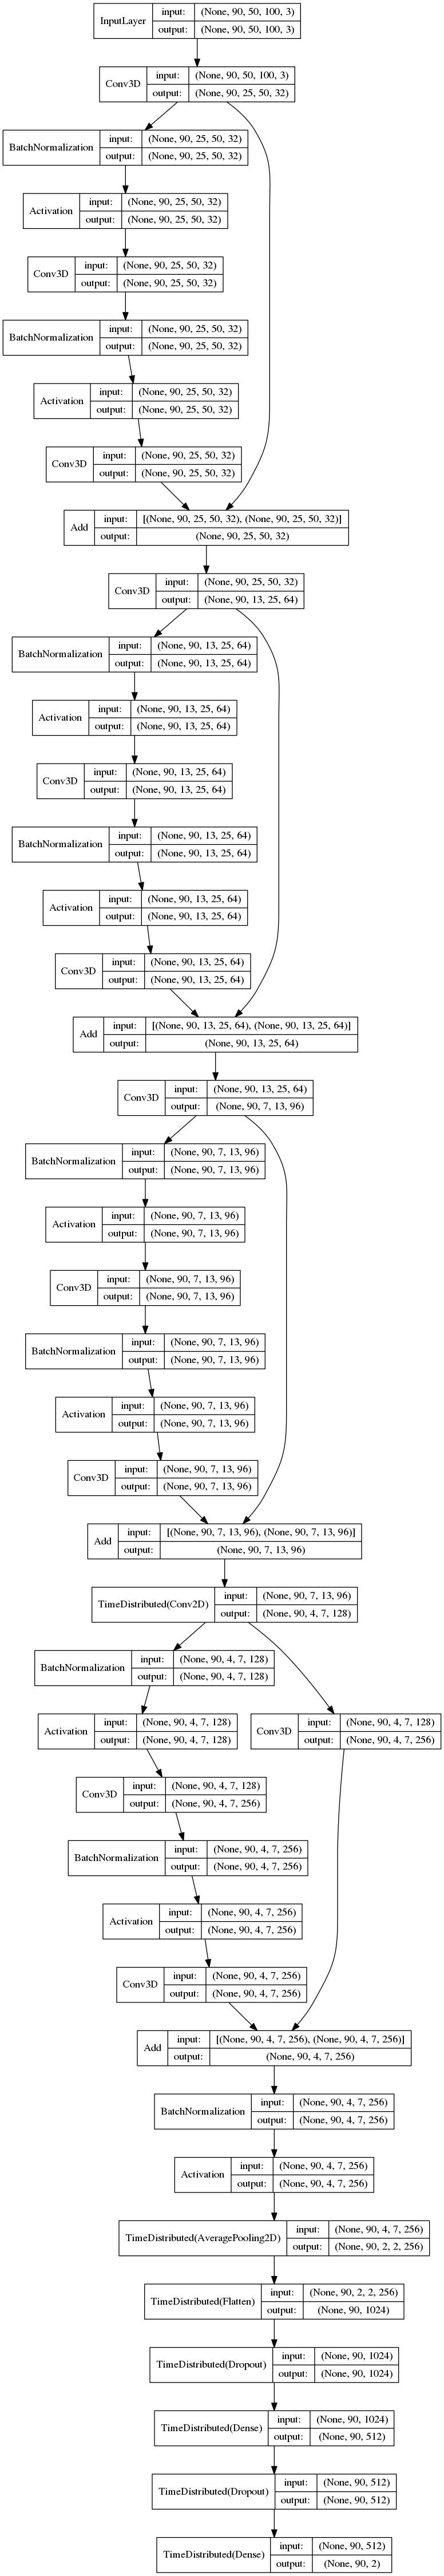 InputLayer input: (None, 90, 50, 100, 3)
output: (None, 90, 50, 100, 3)
Conv3D input: (None, 90, 50, 100, 3)
output: (None, 90, 25, 50, 32)
BatchNormalization input: (None, 90, 25, 50, 32)
output: (None, 90, 25, 50, 32)
Activation input: (None, 90, 25, 50, 32)
output: (None, 90, 25, 50, 32)
Conv3D input: (None, 90, 25, 50, 32)
output: (None, 90, 25, 50, 32)
BatchNormalization input: (None, 90, 25, 50, 32)
output: (None, 90, 25, 50, 32)
Activation input: (None, 90, 25, 50, 32)
output: (None, 90, 25, 50, 32)
Conv3D input: (None, 90, 25, 50, 32)
output: (None, 90, 25, 50, 32)
Add input: [(None, 90, 25, 50, 32), (None, 90, 25, 50, 32)]
output: (None, 90, 25, 50, 32)
Conv3D input: (None, 90, 25, 50, 32)
output: (None, 90, 13, 25, 64)
BatchNormalization input: (None, 90, 13, 25, 64)
output: (None, 90, 13, 25, 64)
Activation input: (None, 90, 13, 25, 64)
output: (None, 90, 13, 25, 64)
Conv3D input: (None, 90, 13, 25, 64)
output: (None, 90, 13, 25, 64)
BatchNormalization input: (None, 90, 13, 25, 64)
output: (None, 90, 13, 25, 64)
Activation input: (None, 90, 13, 25, 64)
output: (None, 90, 13, 25, 64)
Conv3D input: (None, 90, 13, 25, 64)
output: (None, 90, 13, 25, 64)
Add input: [(None, 90, 13, 25, 64), (None, 90, 13, 25, 64)]
output: (None, 90, 13, 25, 64)
Conv3D input: (None, 90, 13, 25, 64)
output: (None, 90, 7, 13, 96)
BatchNormalization input: (None, 90, 7, 13, 96)
output: (None, 90, 7, 13, 96)
Activation input: (None, 90, 7, 13, 96)
output: (None, 90, 7, 13, 96)
Conv3D input: (None, 90, 7, 13, 96)
output: (None, 90, 7, 13, 96)
BatchNormalization input: (None, 90, 7, 13, 96)
output: (None, 90, 7, 13, 96)
Activation input: (None, 90, 7, 13, 96)
output: (None, 90, 7, 13, 96)
Conv3D input: (None, 90, 7, 13, 96)
output: (None, 90, 7, 13, 96)
Add input: [(None, 90, 7, 13, 96), (None, 90, 7, 13, 96)]
output: (None, 90, 7, 13, 96)
TimeDistributed(Conv2D) input: (None, 90, 7, 13, 96)
output: (None, 90, 4, 7, 128)
BatchNormalization input: (None, 90, 4, 7, 128)
output: (None, 90, 4, 7, 128)
Activation input: (None, 90, 4, 7, 128)
output: (None, 90, 4, 7, 128)
Conv3D input: (None, 90, 4, 7, 128)
output: (None, 90, 4, 7, 256)
Conv3D input: (None, 90, 4, 7, 128)
output: (None, 90, 4, 7, 256)
BatchNormalization input: (None, 90, 4, 7, 256)
output: (None, 90, 4, 7, 256)
Activation input: (None, 90, 4, 7, 256)
output: (None, 90, 4, 7, 256)
Conv3D input: (None, 90, 4, 7, 256)
output: (None, 90, 4, 7, 256)
Add input: [(None, 90, 4, 7, 256), (None, 90, 4, 7, 256)]
output: (None, 90, 4, 7, 256)
BatchNormalization input: (None, 90, 4, 7, 256)
output: (None, 90, 4, 7, 256)
Activation input: (None, 90, 4, 7, 256)
output: (None, 90, 4, 7, 256)
TimeDistributed(AveragePooling2D) input: (None, 90, 4, 7, 256)
output: (None, 90, 2, 2, 256)
TimeDistributed(Flatten) input: (None, 90, 2, 2, 256)
output: (None, 90, 1024)
TimeDistributed(Dropout) input: (None, 90, 1024)
output: (None, 90, 1024)
TimeDistributed(Dense) input: (None, 90, 1024)
output: (None, 90, 512)
TimeDistributed(Dropout) input: (None, 90, 512)
output: (None, 90, 512)
TimeDistributed(Dense) input: (None, 90, 512)
output: (None, 90, 2)